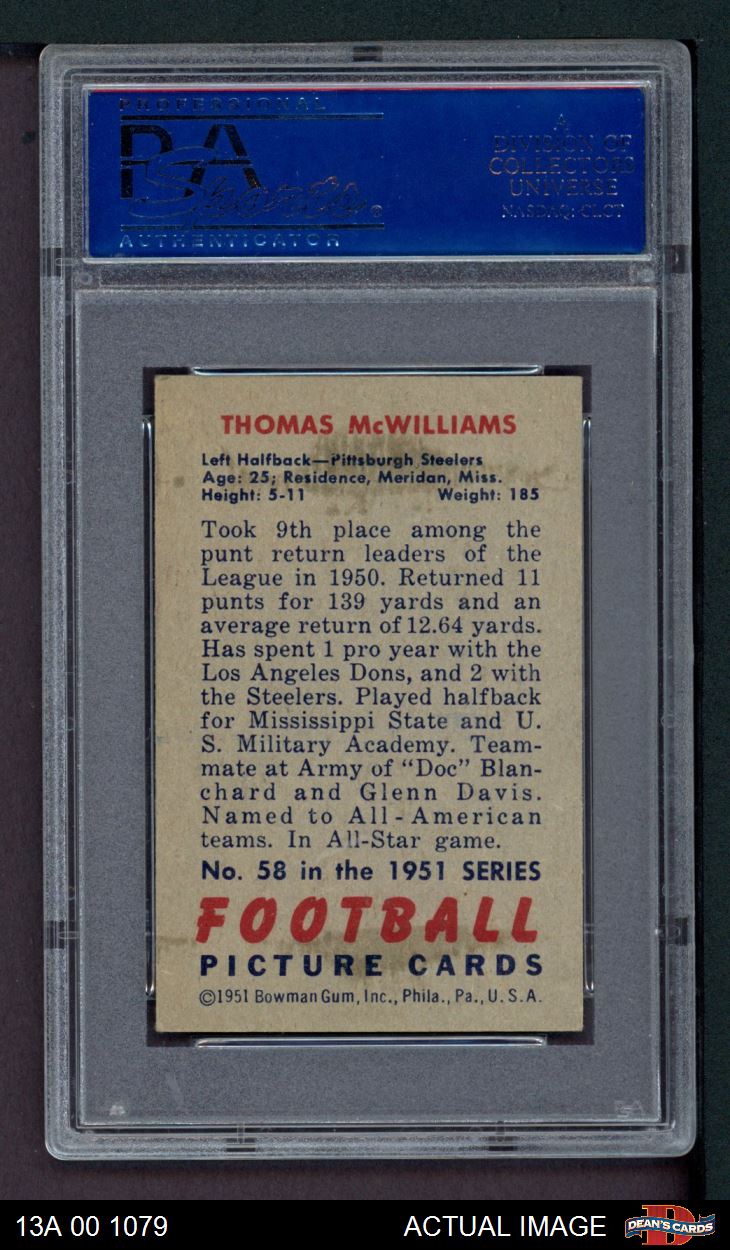 PROFESSIONAL
PSA
Sports®
AUTHENTICATOR
A
DIVISION OF
COLLECTORS
UNIVERSE
NASDAQ: CLCT
THOMAS McWILLIAMS
Left Halfback—Pittsburgh Steelers
Age: 25; Residence, Meridan, Miss.
Height: 5-11 Weight: 185
Took 9th place among the
punt return leaders of the
League in 1950. Returned 11
punts for 139 yards and an
average return of 12.64 yards.
Has spent 1 pro year with the
Los Angeles Dons, and 2 with
the Steelers. Played halfback
for Mississippi State and U.
S. Military Academy. Team-
mate at Army of “Doc” Blan-
chard and Glenn Davis.
Named to All-American
teams. In All-Star game.
No. 58 in the 1951 SERIES
FOOTBALL
PICTURE CARDS
©1951 Bowman Gum, Inc., Phila., Pa., U.S.A.
PSA
13A 00 1079
ACTUAL IMAGE
D
DEAN'S CARDS